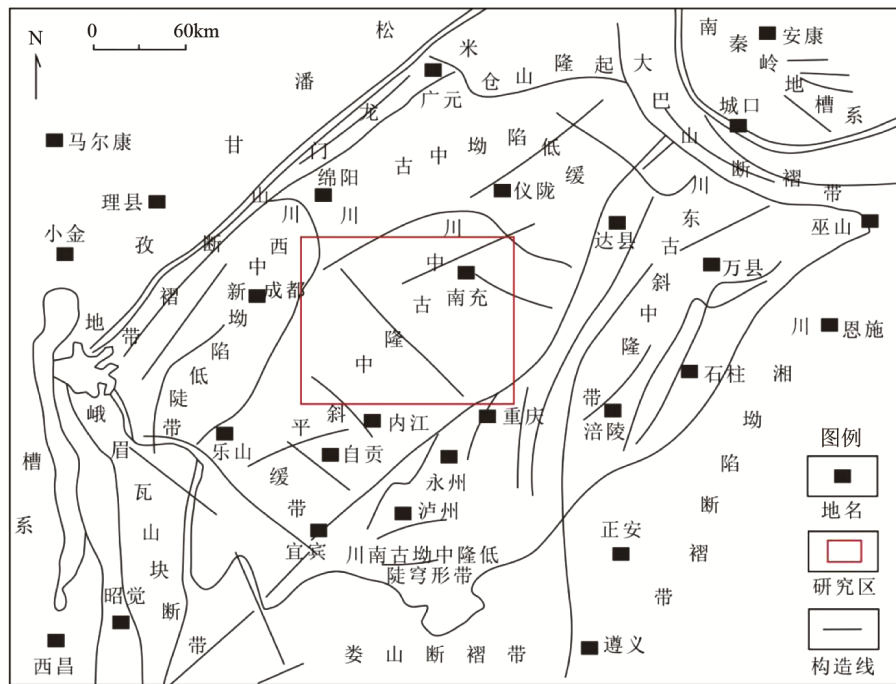 N
0 60km
马尔康
理县
小金
广元
绵阳
新成都
仪陇
达县
南充
城口
安康
巫山
万县
恩施
石柱
涪陵
重庆
内江
自贡
乐山
永州
泸州
宜宾
正安
遵义
昭觉
西昌
松潘甘孜地槽系
龙门山断褶带
米仓山隆起
大巴山断褶带
南秦岭地槽系
川西中坳陷低陡带
川古中坳陷低缓
川中古隆中斜平缓带
川东古斜中隆带
川湘坳陷断褶带
峨眉瓦山块断带
川南古坳中隆低
陡穹形带
娄山断褶带
图例
地名
研究区
构造线